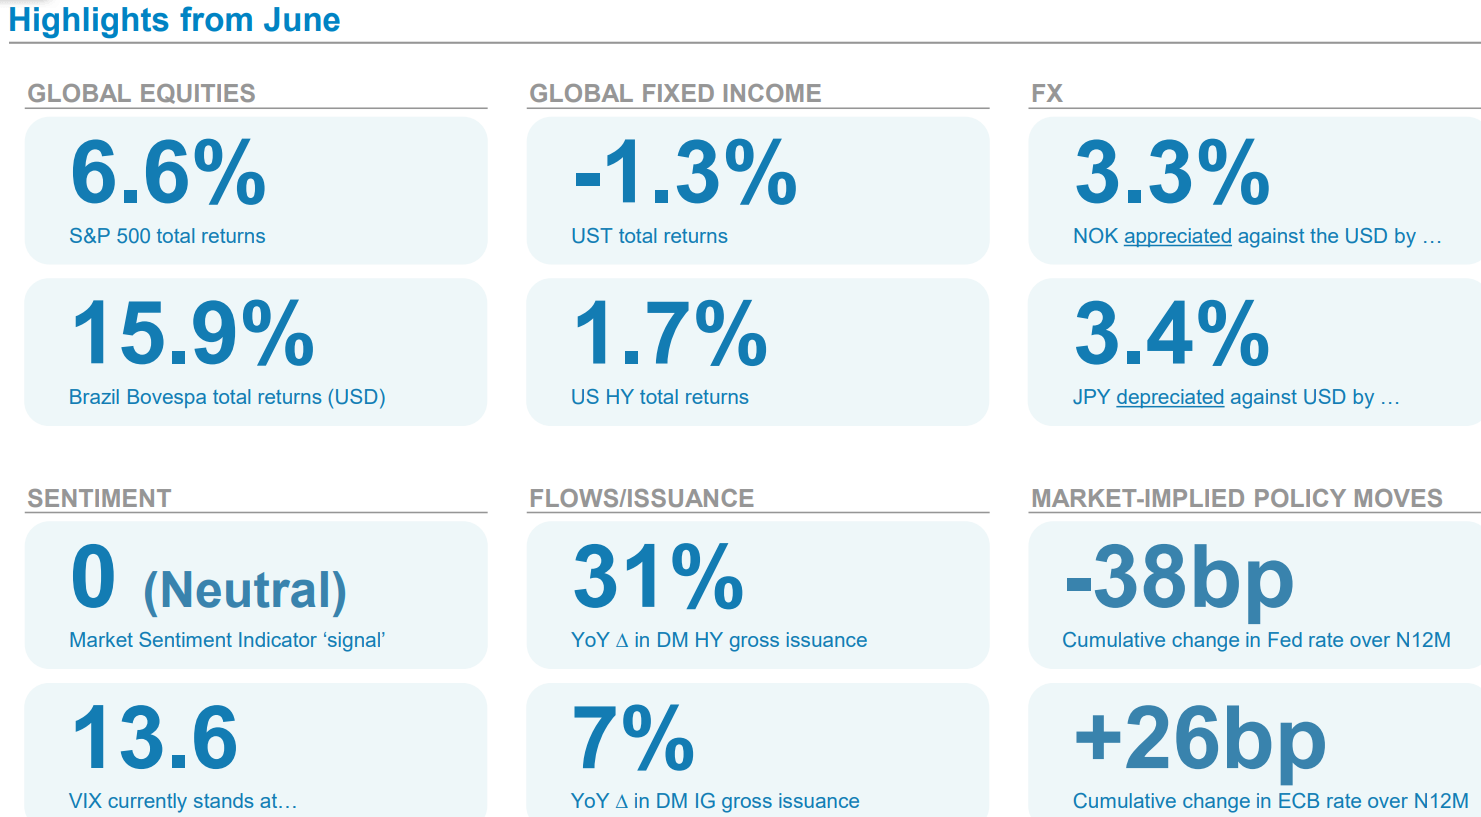 Highlights from June
GLOBAL EQUITIES
6.6%
S&P 500 total returns
15.9%
Brazil Bovespa total returns (USD)
GLOBAL FIXED INCOME
-1.3%
UST total returns
1.7%
US HY total returns
FX
3.3%
NOK appreciated against the USD by …
3.4%
JPY depreciated against USD by …
SENTIMENT
0 (Neutral)
Market Sentiment Indicator ‘signal’
13.6
VIX currently stands at…
FLOWS/ISSUANCE
31%
YoY Δ in DM HY gross issuance
7%
YoY Δ in DM IG gross issuance
MARKET-IMPLIED POLICY MOVES
-38bp
Cumulative change in Fed rate over N12M
+26bp
Cumulative change in ECB rate over N12M